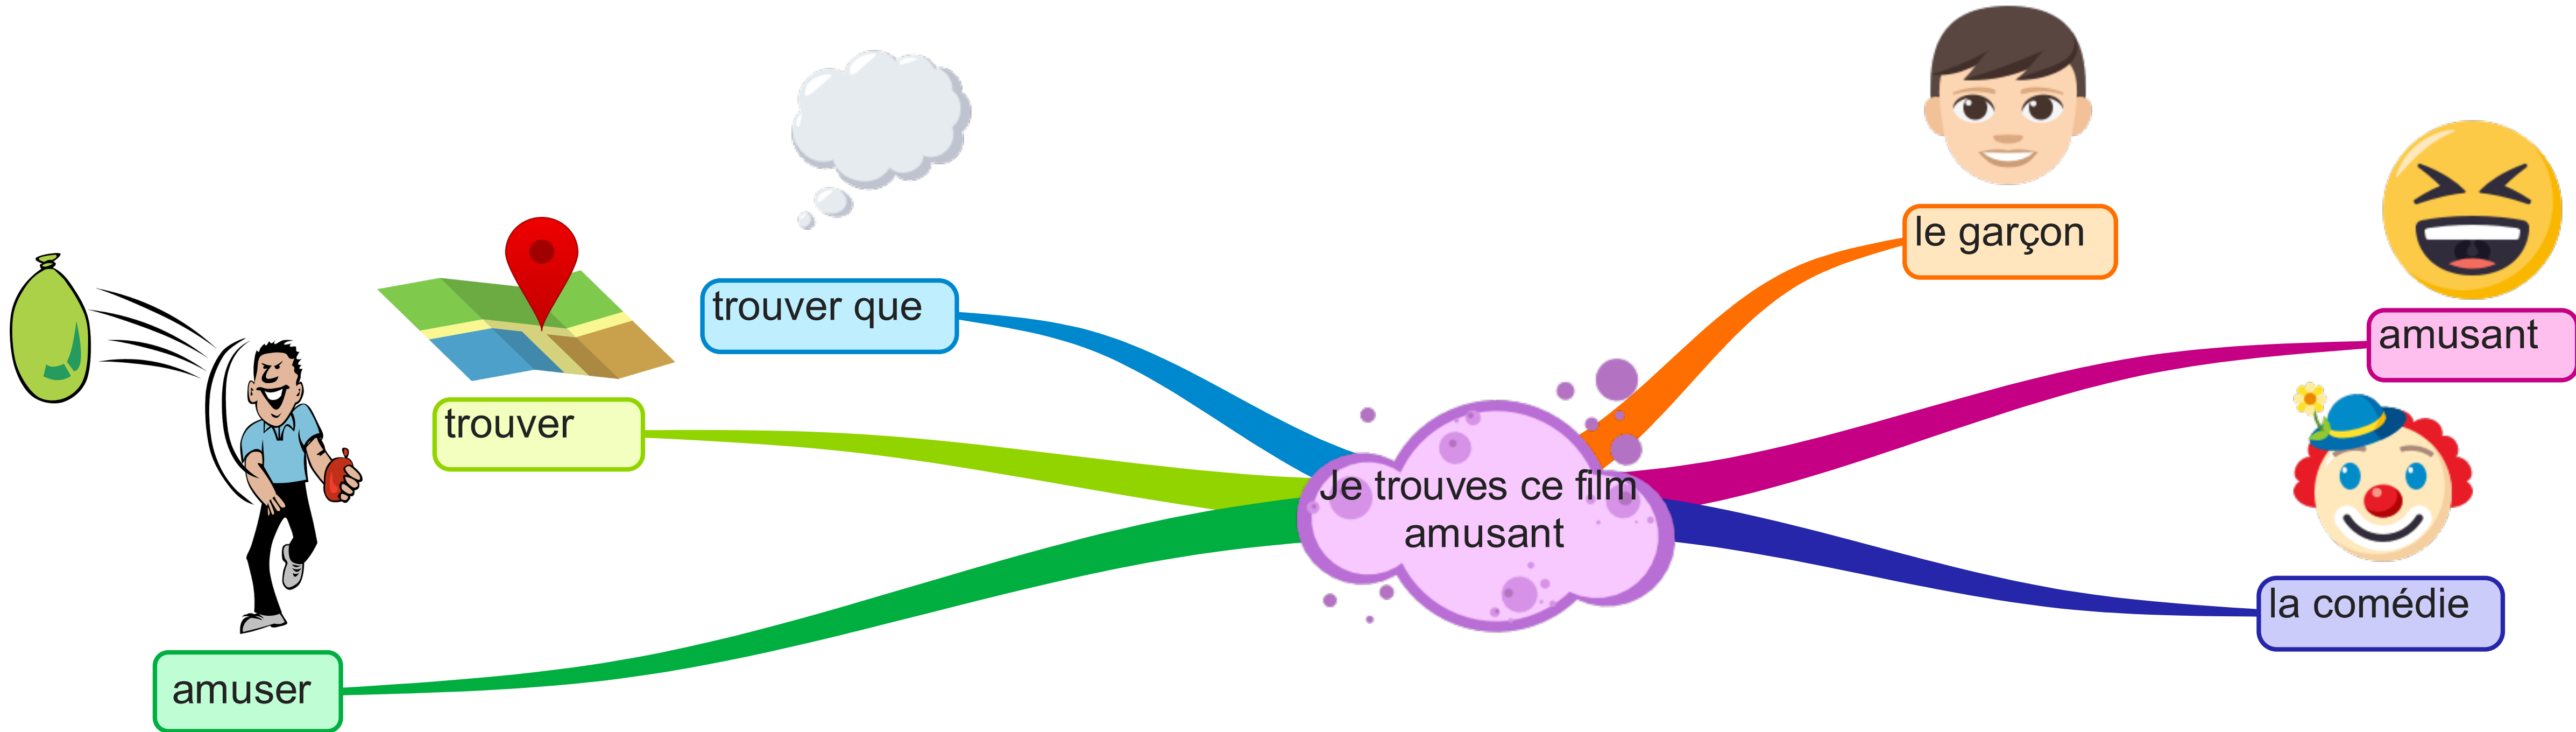 le garçon
trouver que
amusant
trouver
Je trouves ce film
amusant
la comédie
amuser